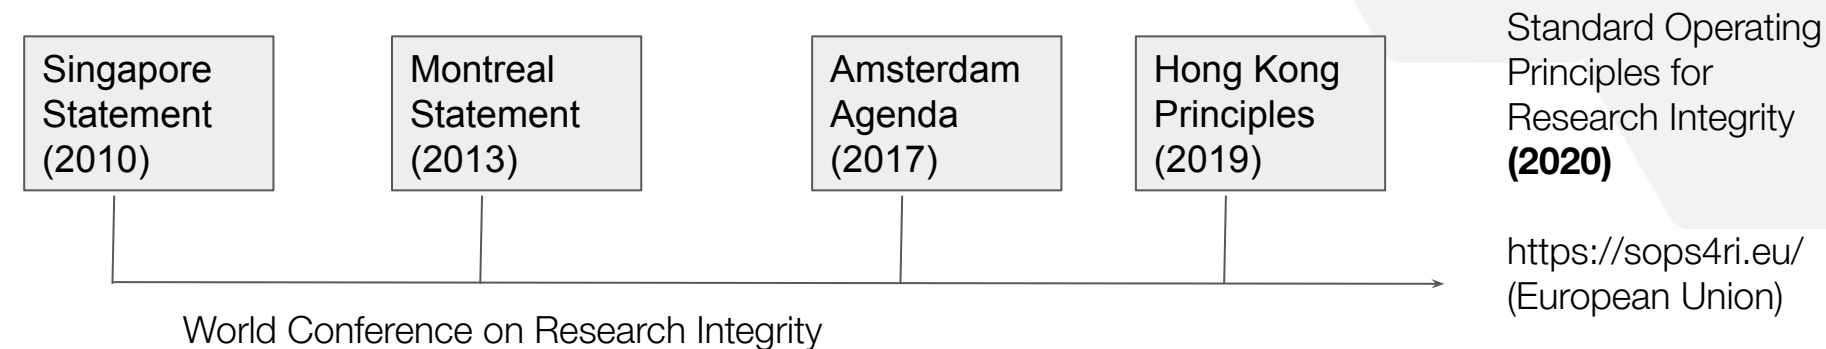 Singapore
Statement
(2010)
Montreal
Statement
(2013)
Amsterdam
Agenda
(2017)
Hong Kong
Principles
(2019)
Standard Operating
Principles for
Research Integrity
(2020)
https://sops4ri.eu/
(European Union)
World Conference on Research Integrity